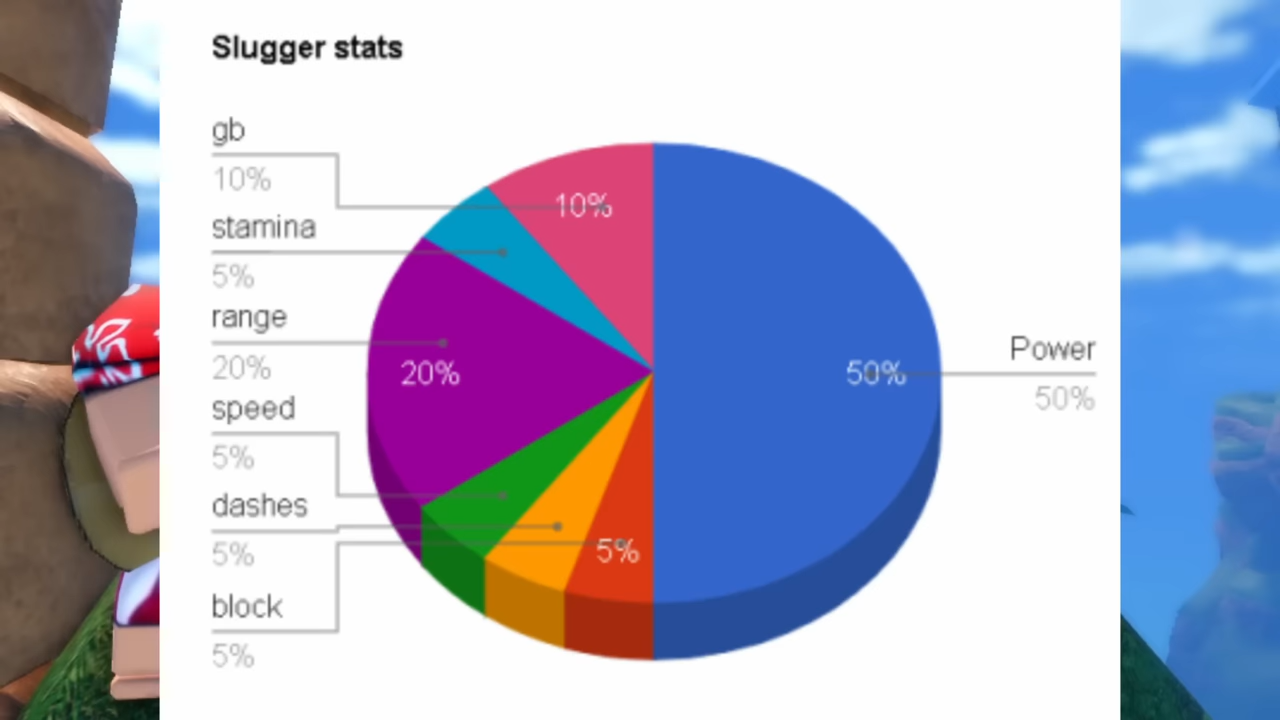 Slugger stats
gb
10%
10%
stamina
5%
range
20%
20%
speed
5%
dashes
5%
block
5%
5%
50%
Power
50%